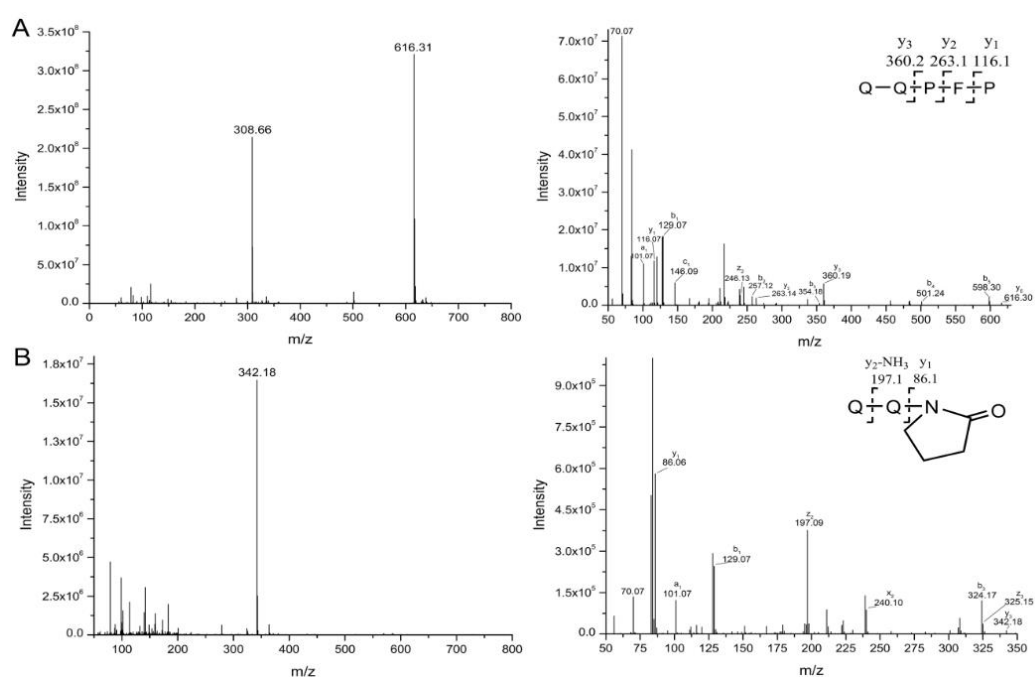 A
3.5x10⁸
3.0x10⁸
2.5x10⁸
2.0x10⁸
1.5x10⁸
1.0x10⁸
5.0x10⁷
0.0
Intensity
616.31
308.66
0 100 200 300 400 500 600 700 800
m/z
7.0x10⁷
6.0x10⁷
5.0x10⁷
4.0x10⁷
3.0x10⁷
2.0x10⁷
1.0x10⁷
0.0
Intensity
70.07
y₃ y₂ y₁
360.2 263.1 116.1
Q Q P F P
b₁
129.07
y₁
116.07
a₁
101.07
c₁
146.09
z₂
246.13
b₂
257.12
y₂
263.14
b₃
354.18
y₃
360.19
b₄
501.24
b₅
598.30
y₅
616.30
50 100 150 200 250 300 350 400 450 500 550 600
m/z
B
1.8x10⁷
1.5x10⁷
1.3x10⁷
1.0x10⁷
7.5x10⁶
5.0x10⁶
2.5x10⁶
0.0
Intensity
342.18
100 200 300 400 500 600 700 800
m/z
9.0x10⁵
7.5x10⁵
6.0x10⁵
4.5x10⁵
3.0x10⁵
1.5x10⁵
0.0
Intensity
y₂-NH₃ y₁
197.1 86.1
Q Q N O
y₁
86.06
z₂
197.09
b₁
129.07
70.07
a₁
101.07
240.10
b₃
324.17
z₃
325.15
y₃
342.18
50 75 100 125 150 175 200 225 250 275 300 325 350
m/z